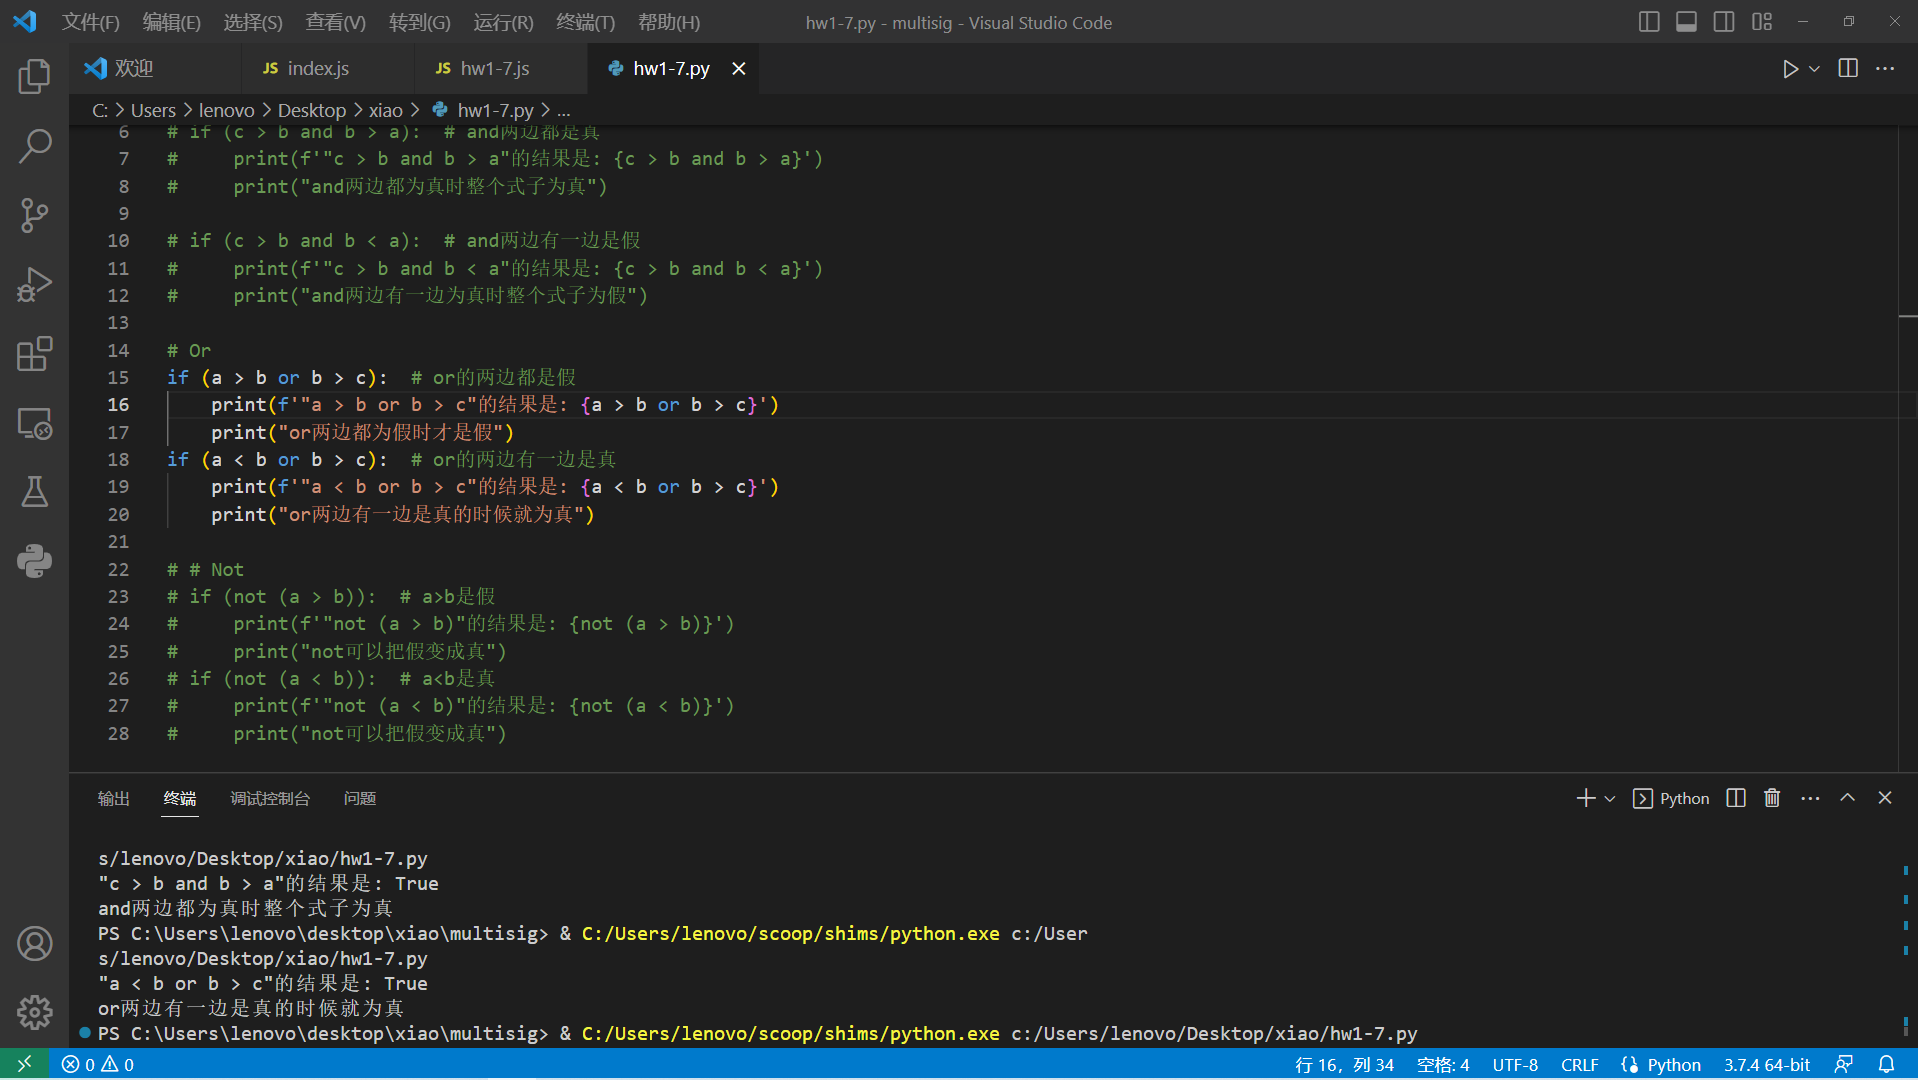 文件(F) 编辑(E) 选择(S) 查看(V) 转到(G) 运行(R) 终端(T) 帮助(H) hw1-7.py - multisig - Visual Studio Code
欢迎 JS index.js JS hw1-7.js hw1-7.py
C: > Users > lenovo > Desktop > xiao > hw1-7.py > ...
6 # if (c > b and b > a):  # and两边都是真
7 #     print(f'"c > b and b > a"的结果是: {c > b and b > a}')
8 #     print("and两边都为真时整个式子为真")
9
10 # if (c > b and b < a):  # and两边有一边是假
11 #     print(f'"c > b and b < a"的结果是: {c > b and b < a}')
12 #     print("and两边有一边为真时整个式子为假")
13
14 # Or
15 if (a > b or b > c):  # or的两边都是假
16     print(f'"a > b or b > c"的结果是: {a > b or b > c}')
17     print("or两边都为假时才是假")
18 if (a < b or b > c):  # or的两边有一边是真
19     print(f'"a < b or b > c"的结果是: {a < b or b > c}')
20     print("or两边有一边是真的时候就为真")
21
22 # # Not
23 # if (not (a > b)):  # a>b是假
24 #     print(f'"not (a > b)"的结果是: {not (a > b)}')
25 #     print("not可以把假变成真")
26 # if (not (a < b)):  # a<b是真
27 #     print(f'"not (a < b)"的结果是: {not (a < b)}')
28 #     print("not可以把假变成真")
输出 终端 调试控制台 问题 Python
s/lenovo/Desktop/xiao/hw1-7.py
"c > b and b > a"的结果是: True
and两边都为真时整个式子为真
PS C:\Users\lenovo\desktop\xiao\multisig> & C:/Users/lenovo/scoop/shims/python.exe c:/User
s/lenovo/Desktop/xiao/hw1-7.py
"a < b or b > c"的结果是: True
or两边有一边是真的时候就为真
PS C:\Users\lenovo\desktop\xiao\multisig> & C:/Users/lenovo/scoop/shims/python.exe c:/Users/lenovo/Desktop/xiao/hw1-7.py
0 0 行 16, 列 34 空格: 4 UTF-8 CRLF Python 3.7.4 64-bit